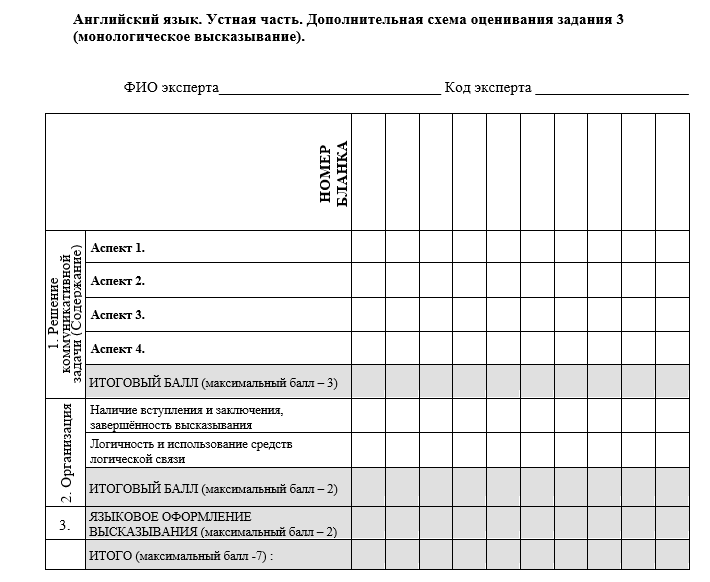 Английский язык. Устная часть. Дополнительная схема оценивания задания 3
(монологическое высказывание).
ФИО эксперта______________________________ Код эксперта ____________________
НОМЕР
БЛАНКА
1. Решение
коммуникативной
задачи (Содержание)
Аспект 1.
Аспект 2.
Аспект 3.
Аспект 4.
ИТОГОВЫЙ БАЛЛ (максимальный балл – 3)
2. Организация
Наличие вступления и заключения,
завершённость высказывания
Логичность и использование средств
логической связи
ИТОГОВЫЙ БАЛЛ (максимальный балл – 2)
3.
ЯЗЫКОВОЕ ОФОРМЛЕНИЕ
ВЫСКАЗЫВАНИЯ (максимальный балл – 2)
ИТОГО (максимальный балл -7) :